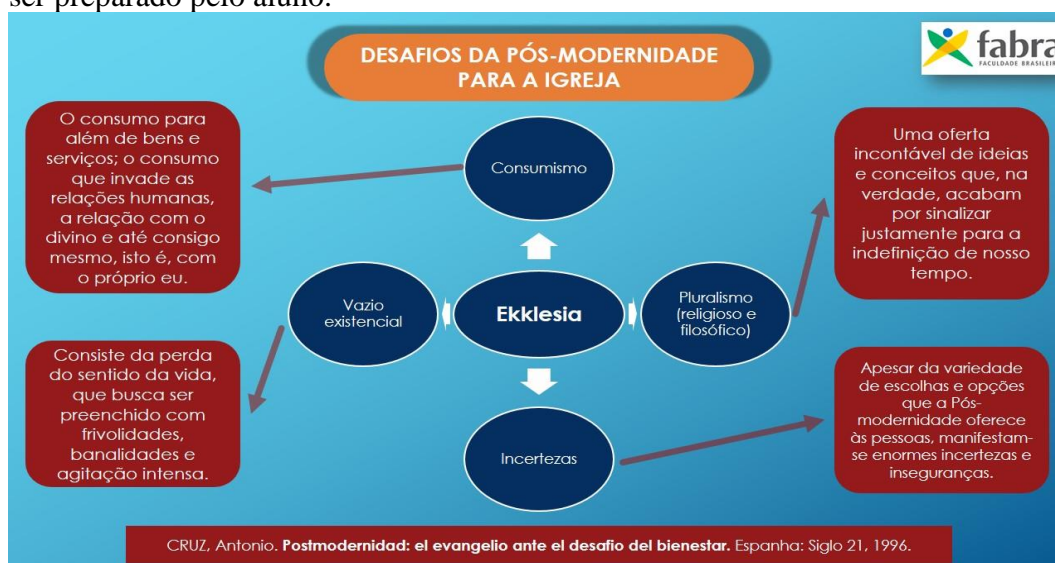 ser preparado pelo aluno.
DESAFIOS DA PÓS-MODERNIDADE
PARA A IGREJA
fabra
FACULDADE BRASILEIR
O consumo para
além de bens e
serviços; o consumo
que invade as
relações humanas,
a relação com o
divino e até consigo
mesmo, isto é, com
o próprio eu.
Consumismo
Uma oferta
incontável de ideias
e conceitos que, na
verdade, acabam
por sinalizar
justamente para a
indefinição de nosso
tempo.
Vazio
existencial
Ekklesia
Pluralismo
(religioso e
filosófico)
Consiste da perda
do sentido da vida,
que busca ser
preenchido com
frivolidades,
banalidades e
agitação intensa.
Incertezas
Apesar da variedade
de escolhas e opções
que a Pós-
modernidade oferece
às pessoas, manifestam-
se enormes incertezas e
inseguranças.
CRUZ, Antonio. Postmodernidad: el evangelio ante el desafio del bienestar. Espanha: Siglo 21, 1996.